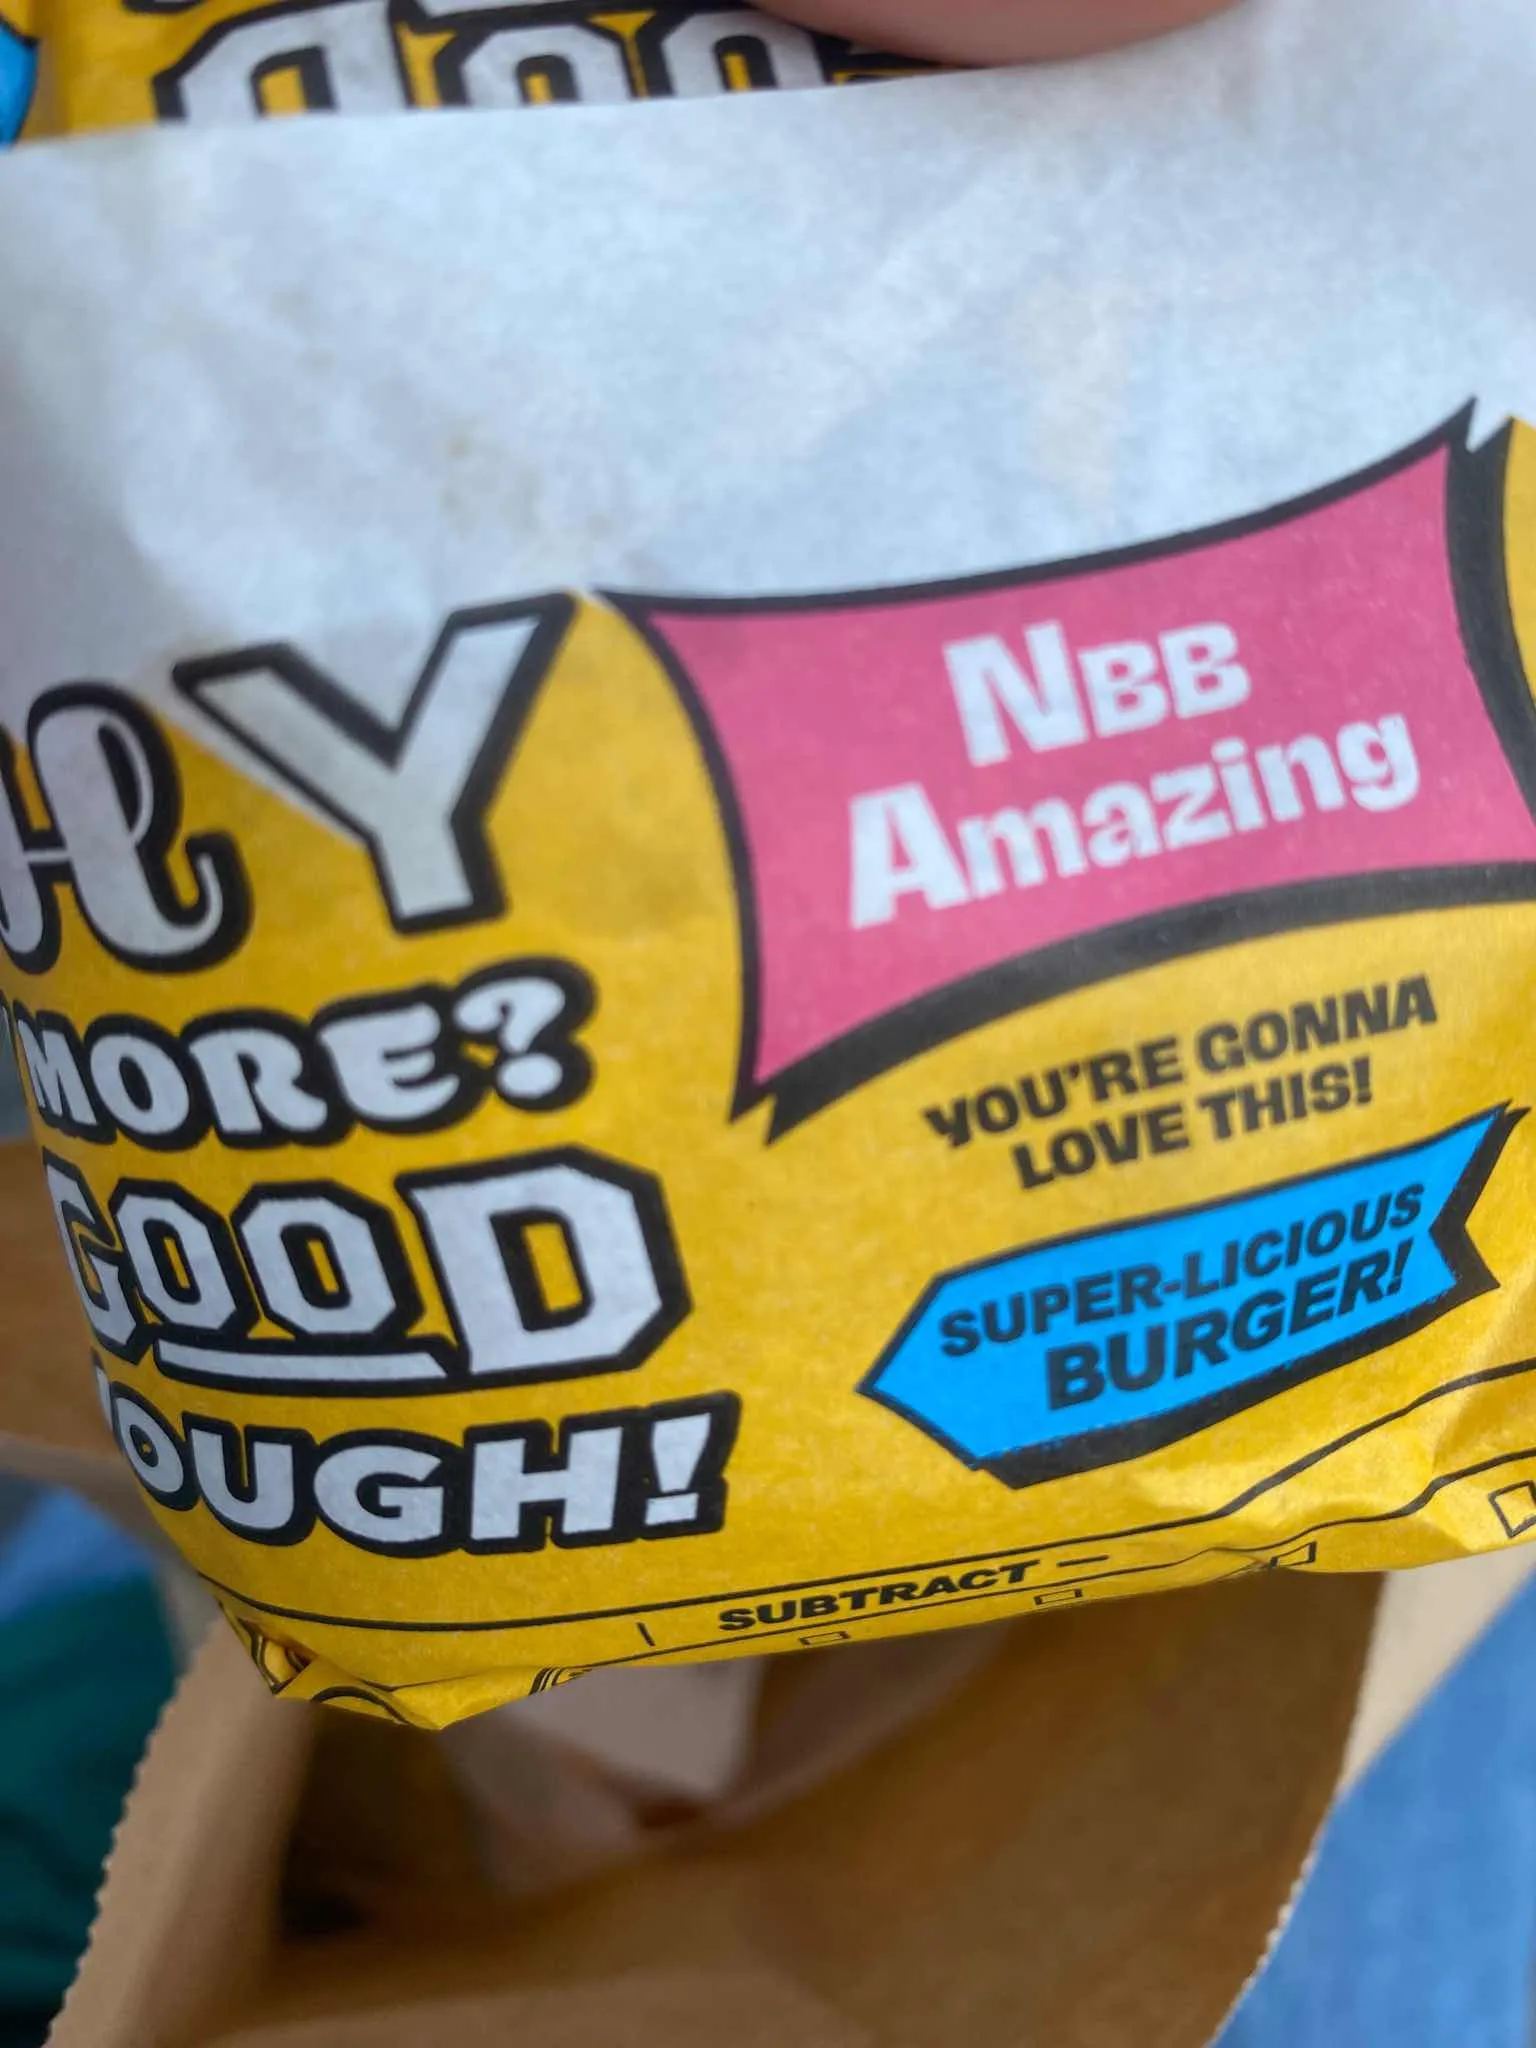 Y
NBB
Amazing
MORE?
YOU'RE GONNA
LOVE THIS!
GOOD
SUPER-LICIOUS
BURGER!
OUGH!
SUBTRACT –